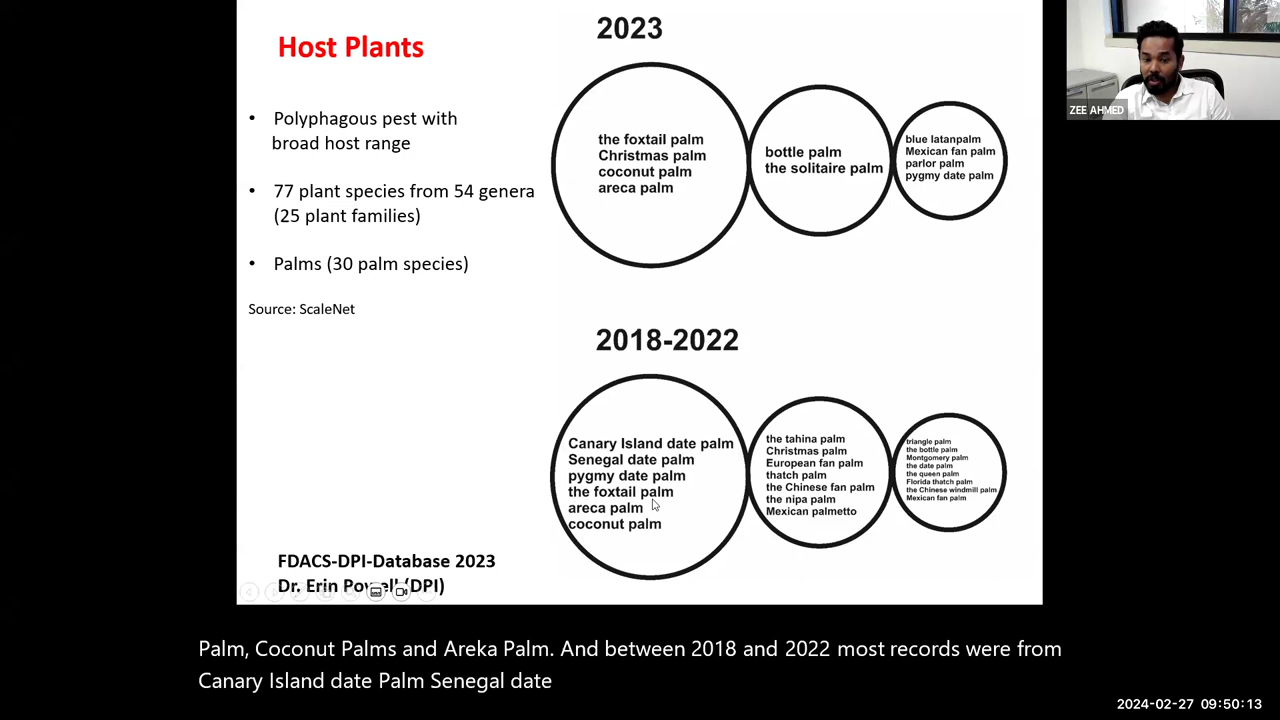 Host Plants
• Polyphagous pest with
broad host range
• 77 plant species from 54 genera
(25 plant families)
• Palms (30 palm species)
Source: ScaleNet
FDACS-DPI-Database 2023
Dr. Erin Powell (DPI)
2023
the foxtail palm
Christmas palm
coconut palm
areca palm
bottle palm
the solitaire palm
blue latanpalm
Mexican fan palm
parlor palm
pygmy date palm
2018-2022
Canary Island date palm
Senegal date palm
pygmy date palm
the foxtail palm
areca palm
coconut palm
the tahina palm
Christmas palm
European fan palm
thatch palm
the Chinese fan palm
the nipa palm
Mexican palmetto
triangle palm
the bottle palm
Montgomery palm
the date palm
the queen palm
Florida thatch palm
the Chinese windmill palm
Mexican fan palm
ZEE AHMED
Palm, Coconut Palms and Areka Palm. And between 2018 and 2022 most records were from
Canary Island date Palm Senegal date
2024-02-27 09:50:13